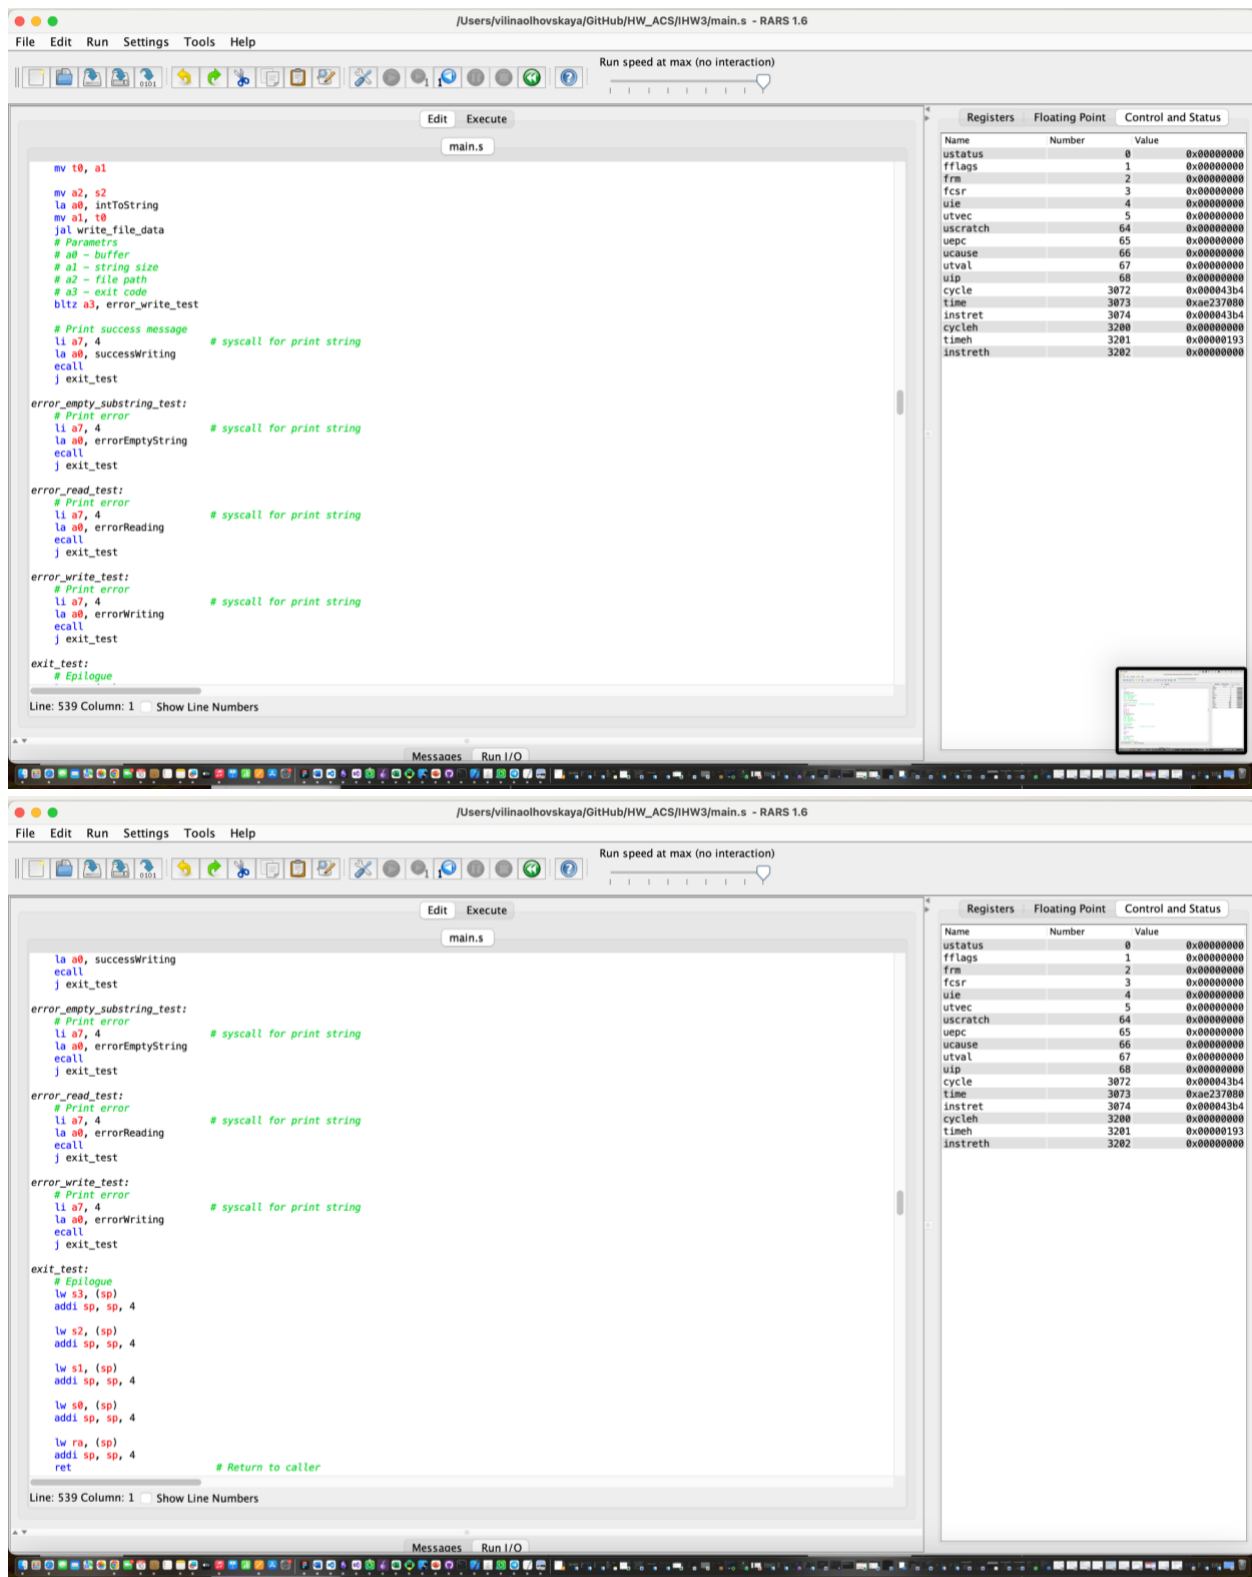 /Users/vilinaolhovskaya/GitHub/HW_ACS/IHW3/main.s - RARS 1.6
File Edit Run Settings Tools Help
Run speed at max (no interaction)
Edit Execute
main.s
mv t0, a1
mv a2, s2
la a0, intToString
mv a1, t0
jal write_file_data
# Parametrs
# a0 - buffer
# a1 - string size
# a2 - file path
# a3 - exit code
bltz a3, error_write_test
# Print success message
li a7, 4 # syscall for print string
la a0, successWriting
ecall
j exit_test
error_empty_substring_test:
# Print error
li a7, 4 # syscall for print string
la a0, errorEmptyString
ecall
j exit_test
error_read_test:
# Print error
li a7, 4 # syscall for print string
la a0, errorReading
ecall
j exit_test
error_write_test:
# Print error
li a7, 4 # syscall for print string
la a0, errorWriting
ecall
j exit_test
exit_test:
# Epilogue
Line: 539 Column: 1 Show Line Numbers
Messages Run I/O
Registers Floating Point Control and Status
Name Number Value
ustatus 0 0x00000000
fflags 1 0x00000000
frm 2 0x00000000
fcsr 3 0x00000000
uie 4 0x00000000
utvec 5 0x00000000
uscratch 64 0x00000000
uepc 65 0x00000000
ucause 66 0x00000000
utval 67 0x00000000
uip 68 0x00000000
cycle 3072 0x000043b4
time 3073 0xae237080
instret 3074 0x000043b4
cycleh 3200 0x00000000
timeh 3201 0x00000193
instreth 3202 0x00000000
/Users/vilinaolhovskaya/GitHub/HW_ACS/IHW3/main.s - RARS 1.6
File Edit Run Settings Tools Help
Run speed at max (no interaction)
Edit Execute
main.s
la a0, successWriting
ecall
j exit_test
error_empty_substring_test:
# Print error
li a7, 4 # syscall for print string
la a0, errorEmptyString
ecall
j exit_test
error_read_test:
# Print error
li a7, 4 # syscall for print string
la a0, errorReading
ecall
j exit_test
error_write_test:
# Print error
li a7, 4 # syscall for print string
la a0, errorWriting
ecall
j exit_test
exit_test:
# Epilogue
lw s3, (sp)
addi sp, sp, 4
lw s2, (sp)
addi sp, sp, 4
lw s1, (sp)
addi sp, sp, 4
lw s0, (sp)
addi sp, sp, 4
lw ra, (sp)
addi sp, sp, 4
ret # Return to caller
Line: 539 Column: 1 Show Line Numbers
Messages Run I/O
Registers Floating Point Control and Status
Name Number Value
ustatus 0 0x00000000
fflags 1 0x00000000
frm 2 0x00000000
fcsr 3 0x00000000
uie 4 0x00000000
utvec 5 0x00000000
uscratch 64 0x00000000
uepc 65 0x00000000
ucause 66 0x00000000
utval 67 0x00000000
uip 68 0x00000000
cycle 3072 0x000043b4
time 3073 0xae237080
instret 3074 0x000043b4
cycleh 3200 0x00000000
timeh 3201 0x00000193
instreth 3202 0x00000000